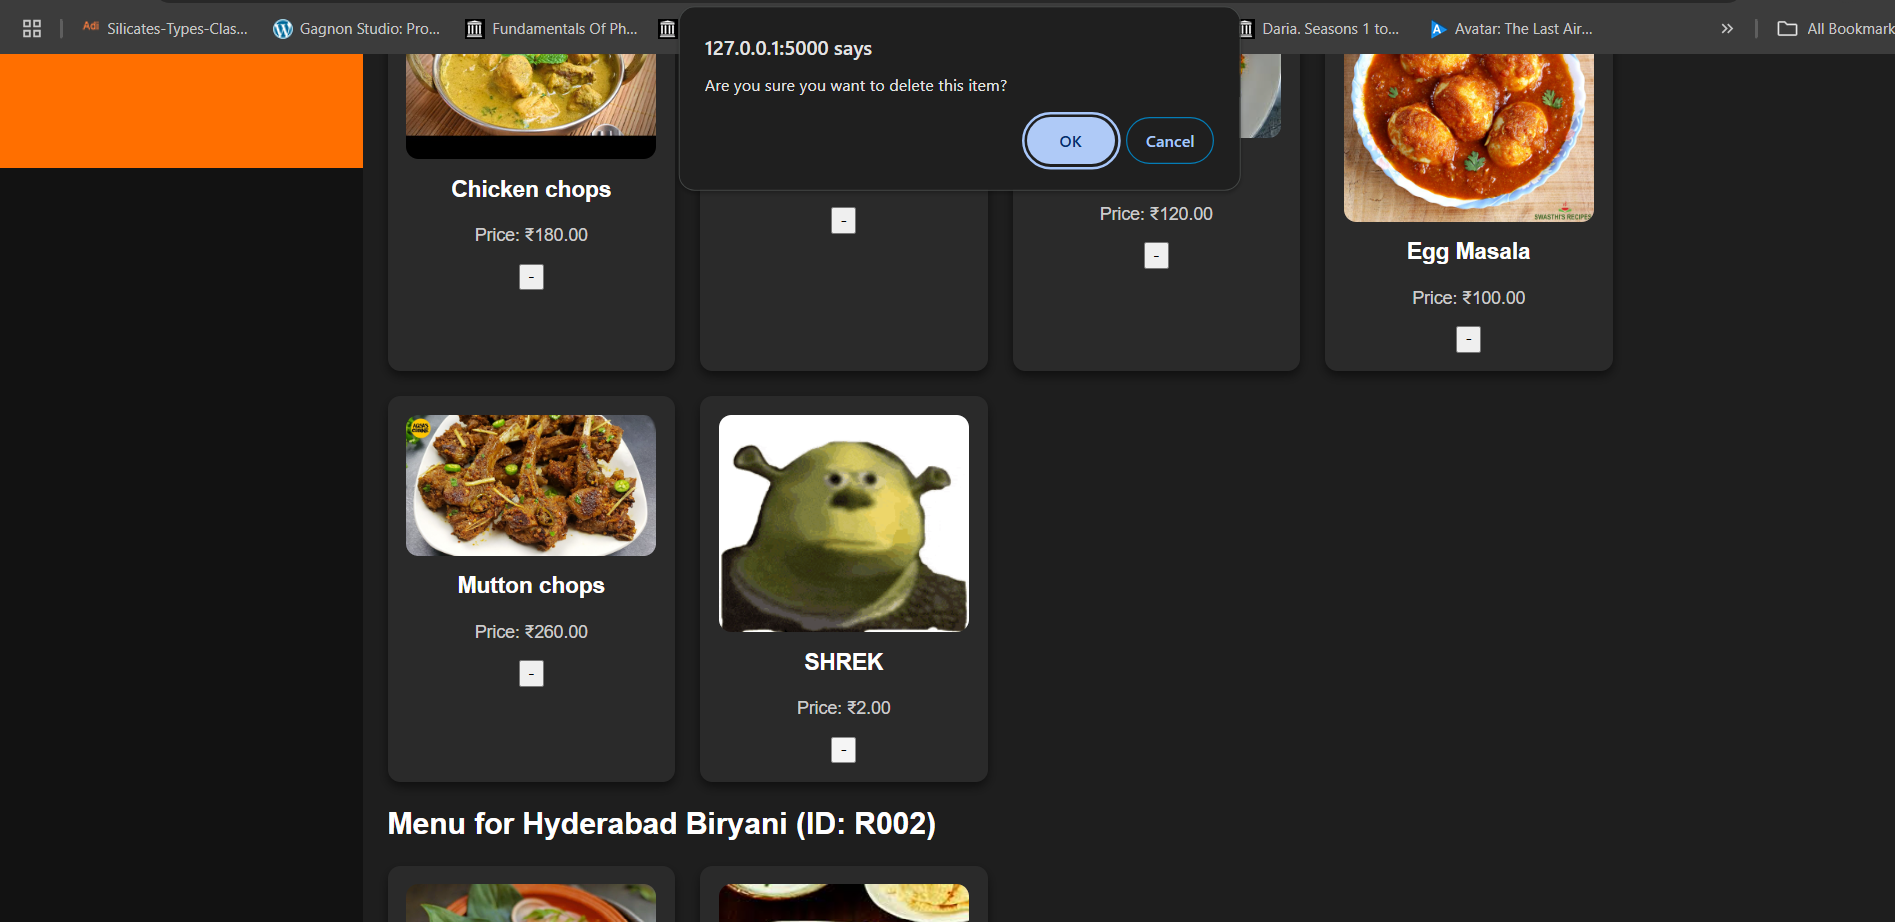 Adi Silicates-Types-Clas... Gagnon Studio: Pro... Fundamentals Of Ph... Daria. Seasons 1 to... Avatar: The Last Air... » All Bookmark
127.0.0.1:5000 says
Are you sure you want to delete this item?
OK Cancel
Chicken chops
Price: ₹180.00
-
-
Price: ₹120.00
-
SWASTHI'S RECIPES
Egg Masala
Price: ₹100.00
-
Mutton chops
Price: ₹260.00
-
SHREK
Price: ₹2.00
-
Menu for Hyderabad Biryani (ID: R002)